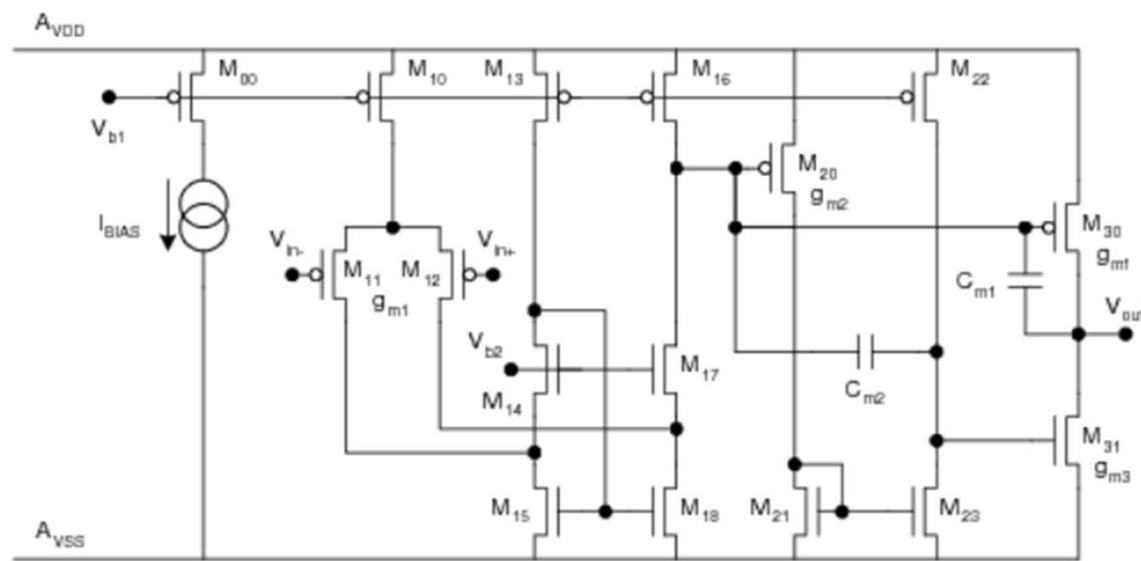 AVDD
M00
M10
M13
M16
M22
Vb1
M20
gm2
IBIAS
Vin-
Vin+
M11
M12
gm1
M30
gmf
Cm1
Vout
Vb2
M17
M14
Cm2
M31
gm3
M15
M18
M21
M23
AVSS